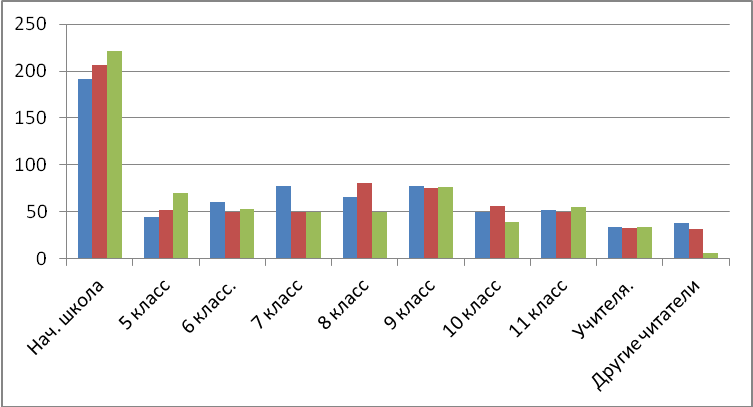 250
200
150
100
50
0
Нач. школа
5 класс
6 класс.
7 класс
8 класс
9 класс
10 класс
11 класс
Учителя.
Другие читатели